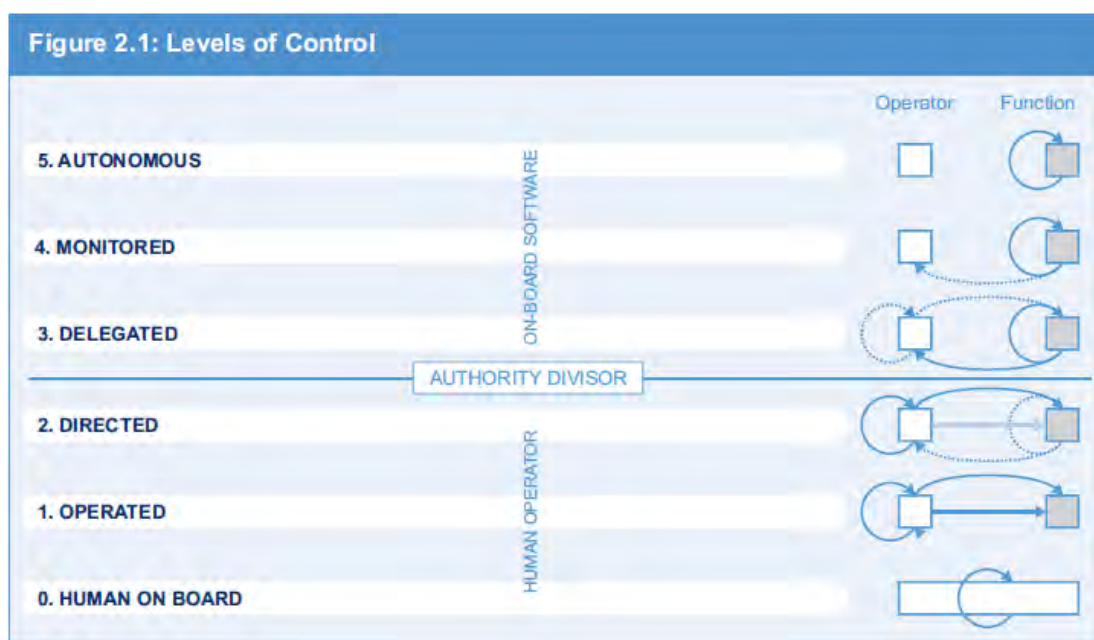 Figure 2.1: Levels of Control
Operator Function
5. AUTONOMOUS
4. MONITORED
3. DELEGATED
ON-BOARD SOFTWARE
AUTHORITY DIVISOR
2. DIRECTED
1. OPERATED
0. HUMAN ON BOARD
HUMAN OPERATOR